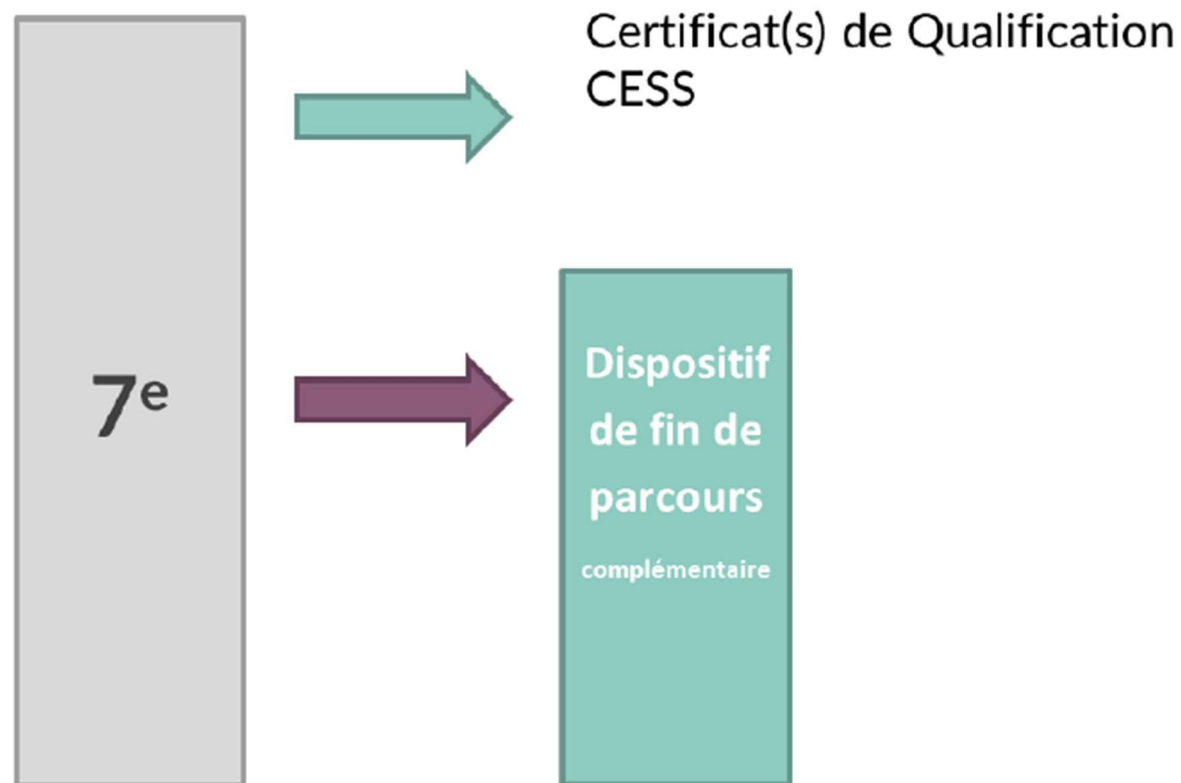 Certificat(s) de Qualification
CESS
7e
Dispositif
de fin de
parcours
complémentaire